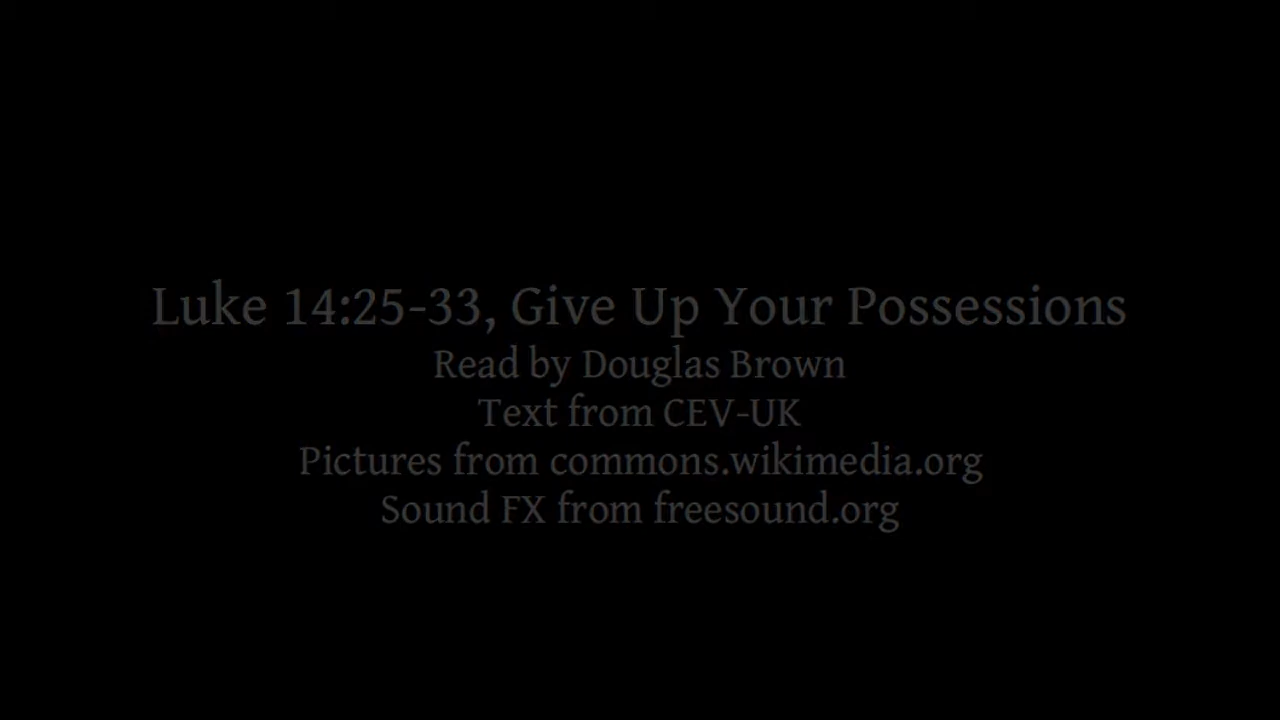 Luke 14:25-33, Give Up Your Possessions
Read by Douglas Brown
Text from CEV-UK
Pictures from commons.wikimedia.org
Sound FX from freesound.org